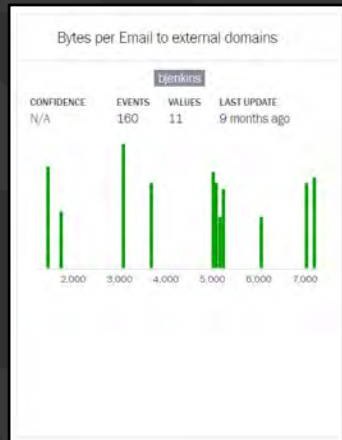 Bytes per Email to external domains
bjenkins
CONFIDENCE EVENTS VALUES LAST UPDATE
N/A 160 11 9 months ago
2,000 3,000 4,000 5,000 6,000 7,000